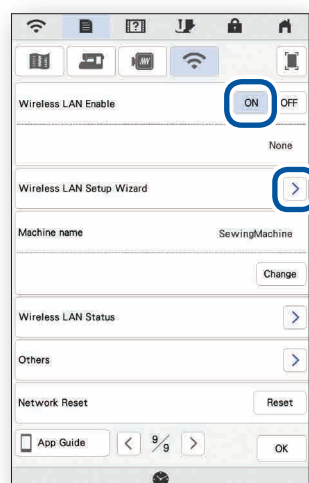 Wireless LAN Enable ON OFF
None
Wireless LAN Setup Wizard >
Machine name SewingMachine
Change
Wireless LAN Status >
Others >
Network Reset Reset
App Guide < 9/9 > OK